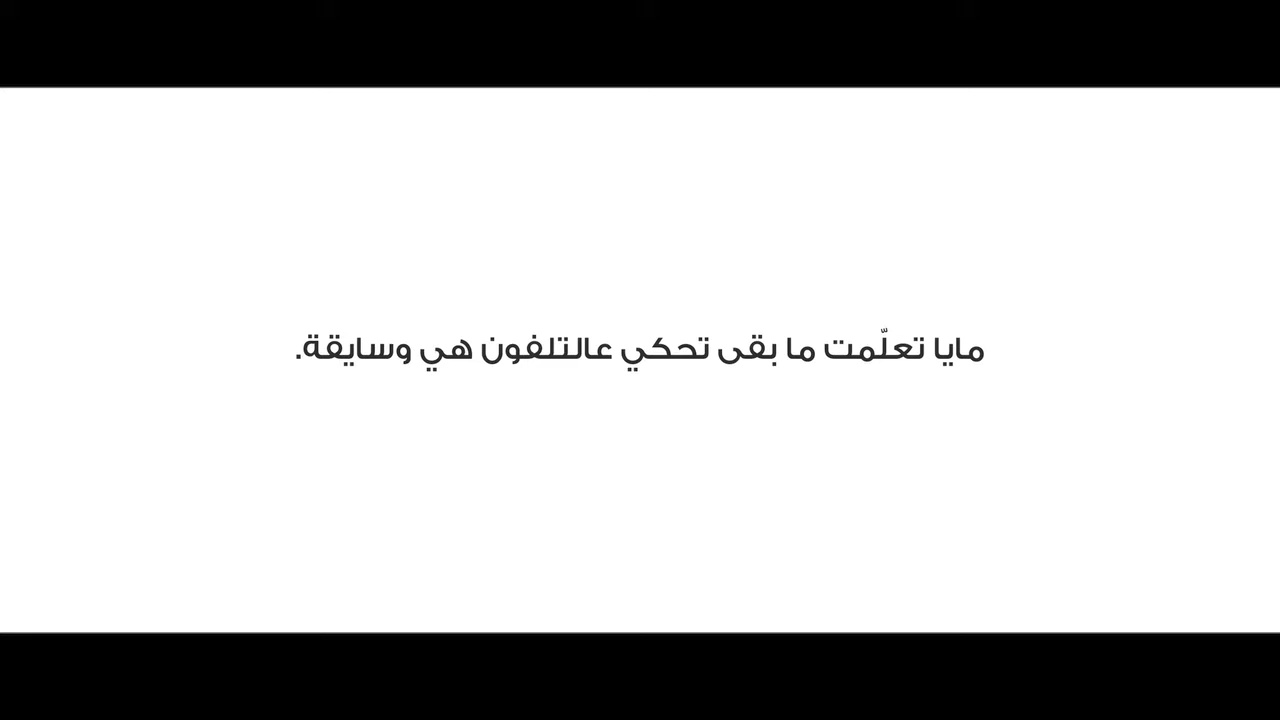 مايا تعلّمت ما بقى تحكي عالتلفون هي وسايقة.